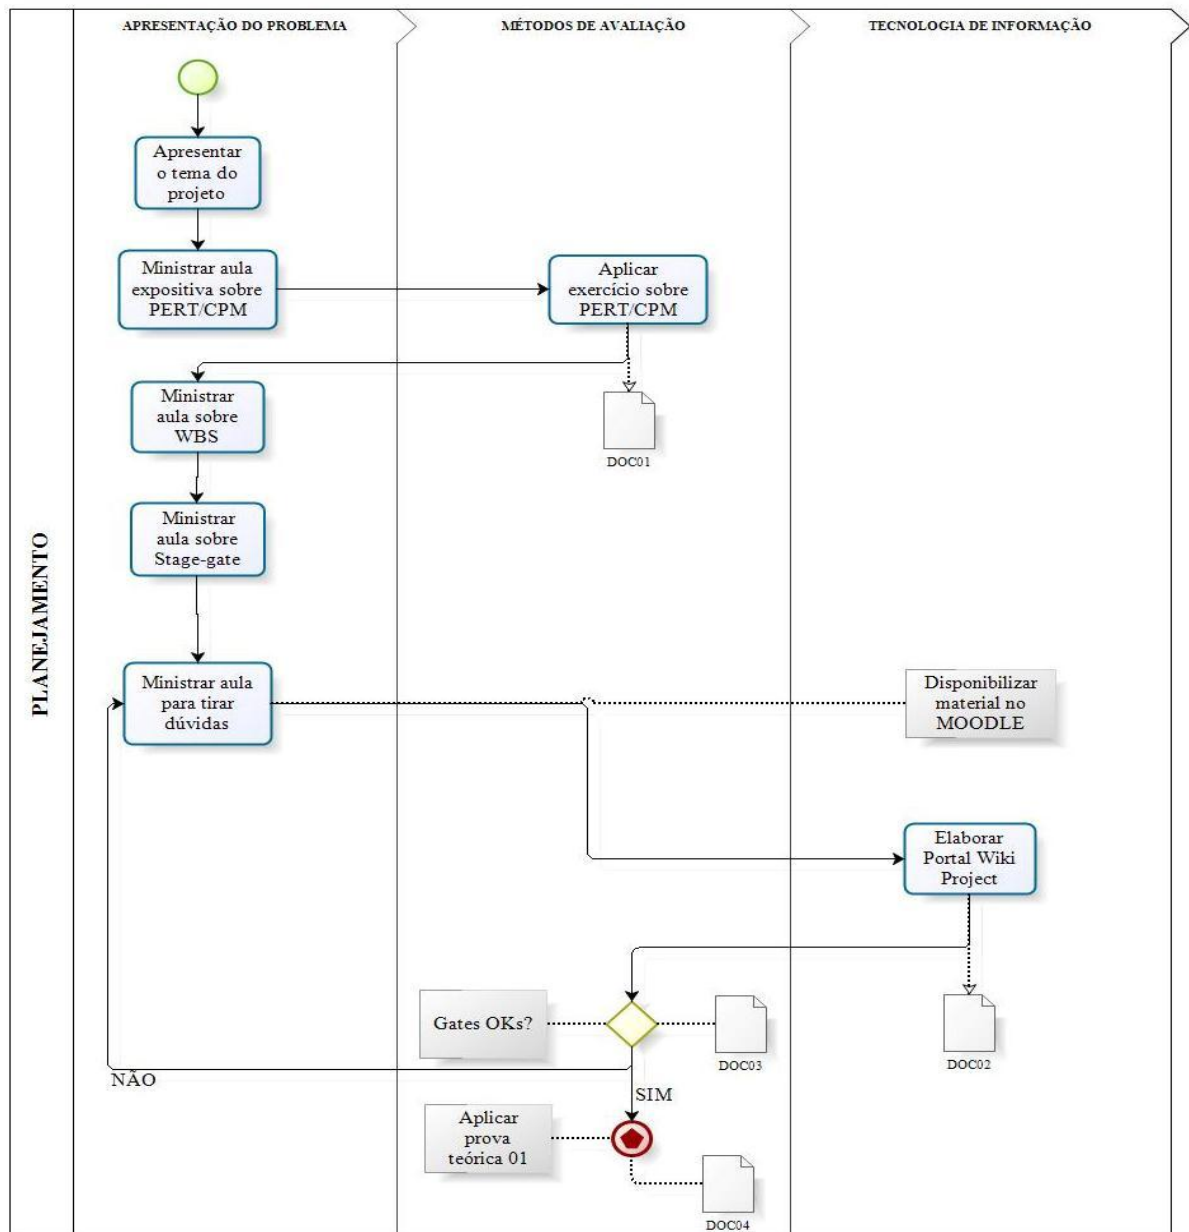 APRESENTAÇÃO DO PROBLEMA
MÉTODOS DE AVALIAÇÃO
TECNOLOGIA DE INFORMAÇÃO
PLANEJAMENTO
Apresentar
o tema do
projeto
Ministrar aula
expositiva sobre
PERT/CPM
Aplicar
exercício sobre
PERT/CPM
DOC01
Ministrar
aula sobre
WBS
Ministrar
aula sobre
Stage-gate
Ministrar aula
para tirar
dúvidas
Disponibilizar
material no
MOODLE
Elaborar
Portal Wiki
Project
DOC02
Gates OKs?
DOC03
NÃO
SIM
Aplicar
prova
teórica 01
DOC04